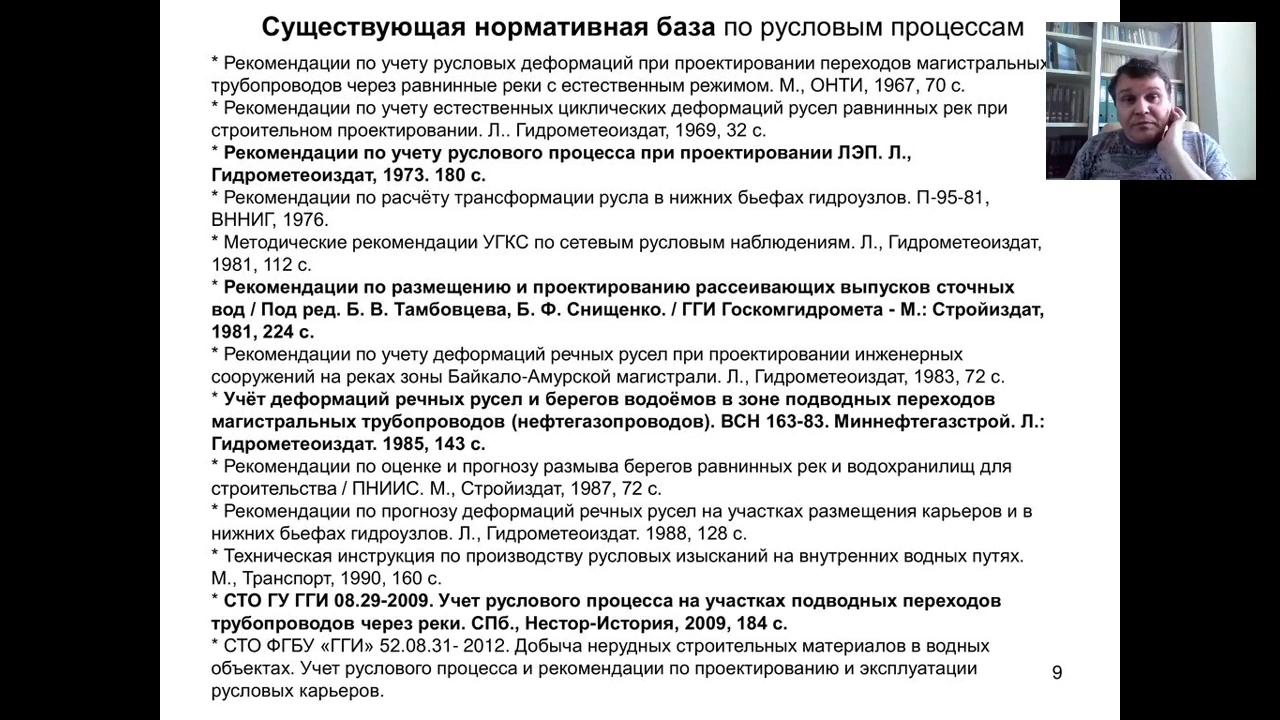 Существующая нормативная база по русловым процессам
* Рекомендации по учету русловых деформаций при проектировании переходов магистральных
трубопроводов через равнинные реки с естественным режимом. М., ОНТИ, 1967, 70 с.
* Рекомендации по учету естественных циклических деформаций русел равнинных рек при
строительном проектировании. Л.. Гидрометеоиздат, 1969, 32 с.
* Рекомендации по учету руслового процесса при проектировании ЛЭП. Л.,
Гидрометеоиздат, 1973. 180 с.
* Рекомендации по расчёту трансформации русла в нижних бьефах гидроузлов. П-95-81,
ВННИГ, 1976.
* Методические рекомендации УГКС по сетевым русловым наблюдениям. Л., Гидрометеоиздат,
1981, 112 с.
* Рекомендации по размещению и проектированию рассеивающих выпусков сточных
вод / Под ред. Б. В. Тамбовцева, Б. Ф. Снищенко. / ГГИ Госкомгидромета - М.: Стройиздат,
1981, 224 с.
* Рекомендации по учету деформаций речных русел при проектировании инженерных
сооружений на реках зоны Байкало-Амурской магистрали. Л., Гидрометеоиздат, 1983, 72 с.
* Учёт деформаций речных русел и берегов водоёмов в зоне подводных переходов
магистральных трубопроводов (нефтегазопроводов). ВСН 163-83. Миннефтегазстрой. Л.:
Гидрометеоиздат. 1985, 143 с.
* Рекомендации по оценке и прогнозу размыва берегов равнинных рек и водохранилищ для
строительства / ПНИИС. М., Стройиздат, 1987, 72 с.
* Рекомендации по прогнозу деформаций речных русел на участках размещения карьеров и в
нижних бьефах гидроузлов. Л., Гидрометеоиздат. 1988, 128 с.
* Техническая инструкция по производству русловых изысканий на внутренних водных путях.
М., Транспорт, 1990, 160 с.
* СТО ГУ ГГИ 08.29-2009. Учет руслового процесса на участках подводных переходов
трубопроводов через реки. СПб., Нестор-История, 2009, 184 с.
* СТО ФГБУ «ГГИ» 52.08.31- 2012. Добыча нерудных строительных материалов в водных
объектах. Учет руслового процесса и рекомендации по проектированию и эксплуатации
русловых карьеров.
9